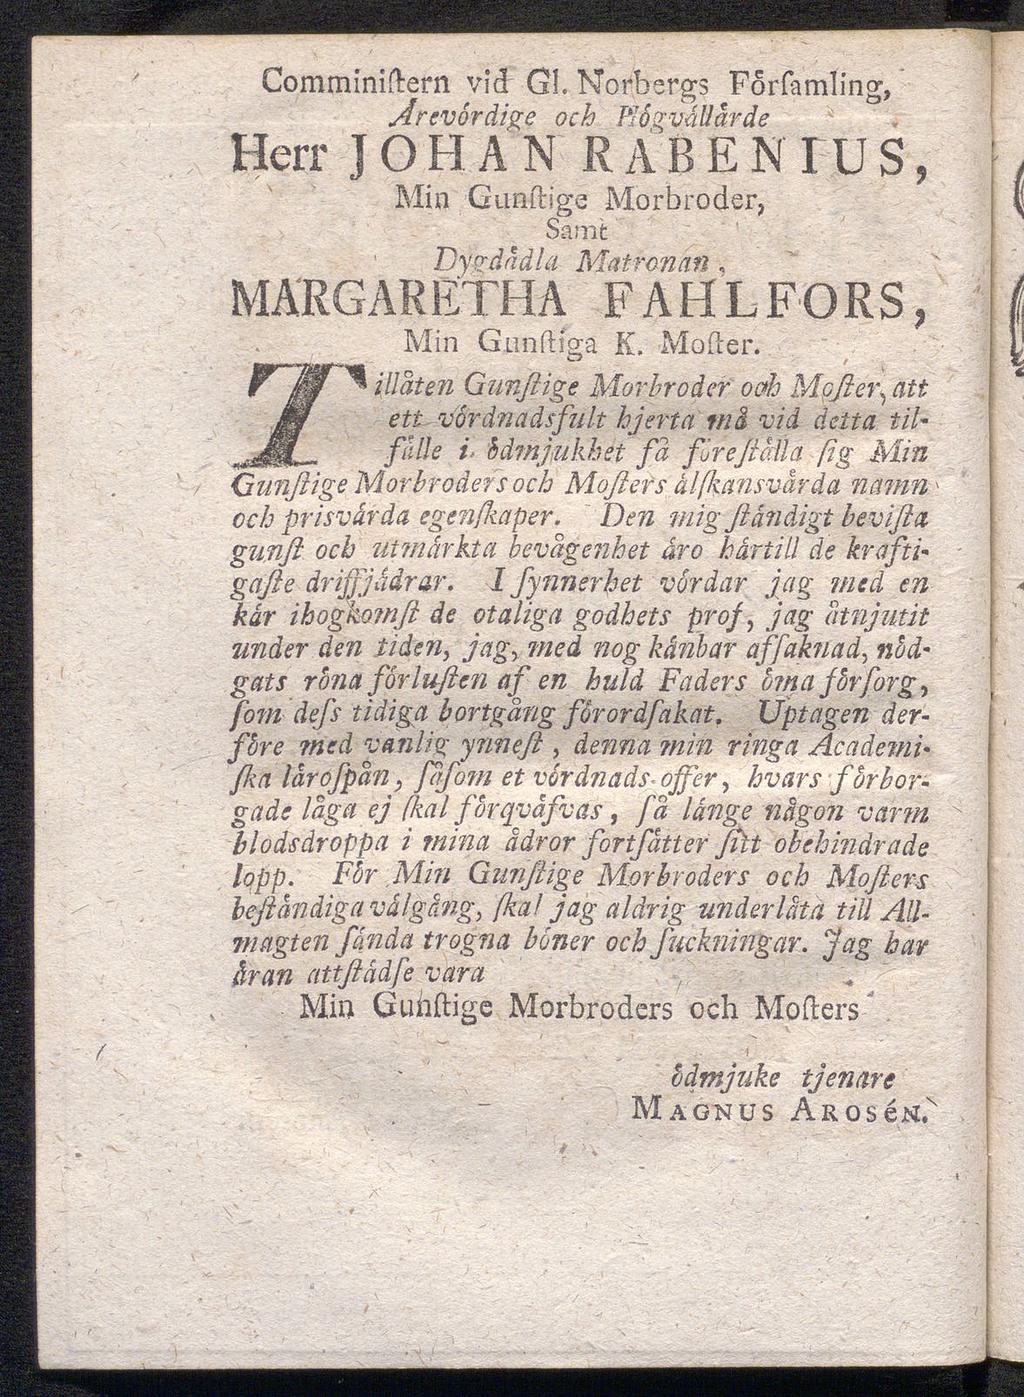 Comminiſtern vid Gl. Norbergs Förſamling,
Ärevördige och Högvällärde
Herr JOHAN RABENIUS,
Min Gunſtige Morbroder,
Samt
Dygdädla Matronan,
MARGARETHA FAHLFORS,
Min Gunſtiga K. Moſter.
Tillåten Gunſtige Morbroder och Moſter, att
ett vördnadsfult hjerta må vid detta til-
fälle i ödmjukhet få föreſtälla ſig Min
Gunſtige Morbroders och Moſters älſkansvärda namn
och prisvärda egenſkaper. Den mig ſtändigt beviſta
gunſt och utmärkta bevågenhet äro härtill de krafti-
gaſte driffjädrar. I ſynnerhet vördar jag med en
kär ihogkomſt de otaliga godhets prof, jag åtnjutit
under den tiden, jag, med nog känbar afſaknad, nöd-
gats röna förluſten af en huld Faders öma förſorg,
ſom deſs tidiga bortgång förordſakat. Uptagen der-
före med vanlig ynneſt, denna min ringa Academi-
ſka läroſpån, ſåſom et vördnads-offer, hvars förbor-
gade låga ej ſkal förqväfvas, ſå länge någon varm
blodsdroppa i mina ådror fortſätter ſitt obehindrade
lopp. För Min Gunſtige Morbroders och Moſters
beſtändiga välgång, ſkal jag aldrig underlåta till All-
magten ſända trogna böner och ſuckningar. Jag har
äran attſtädſe vara
Min Gunſtige Morbroders och Moſters
ödmjuke tjenare
MAGNUS AROSéN.